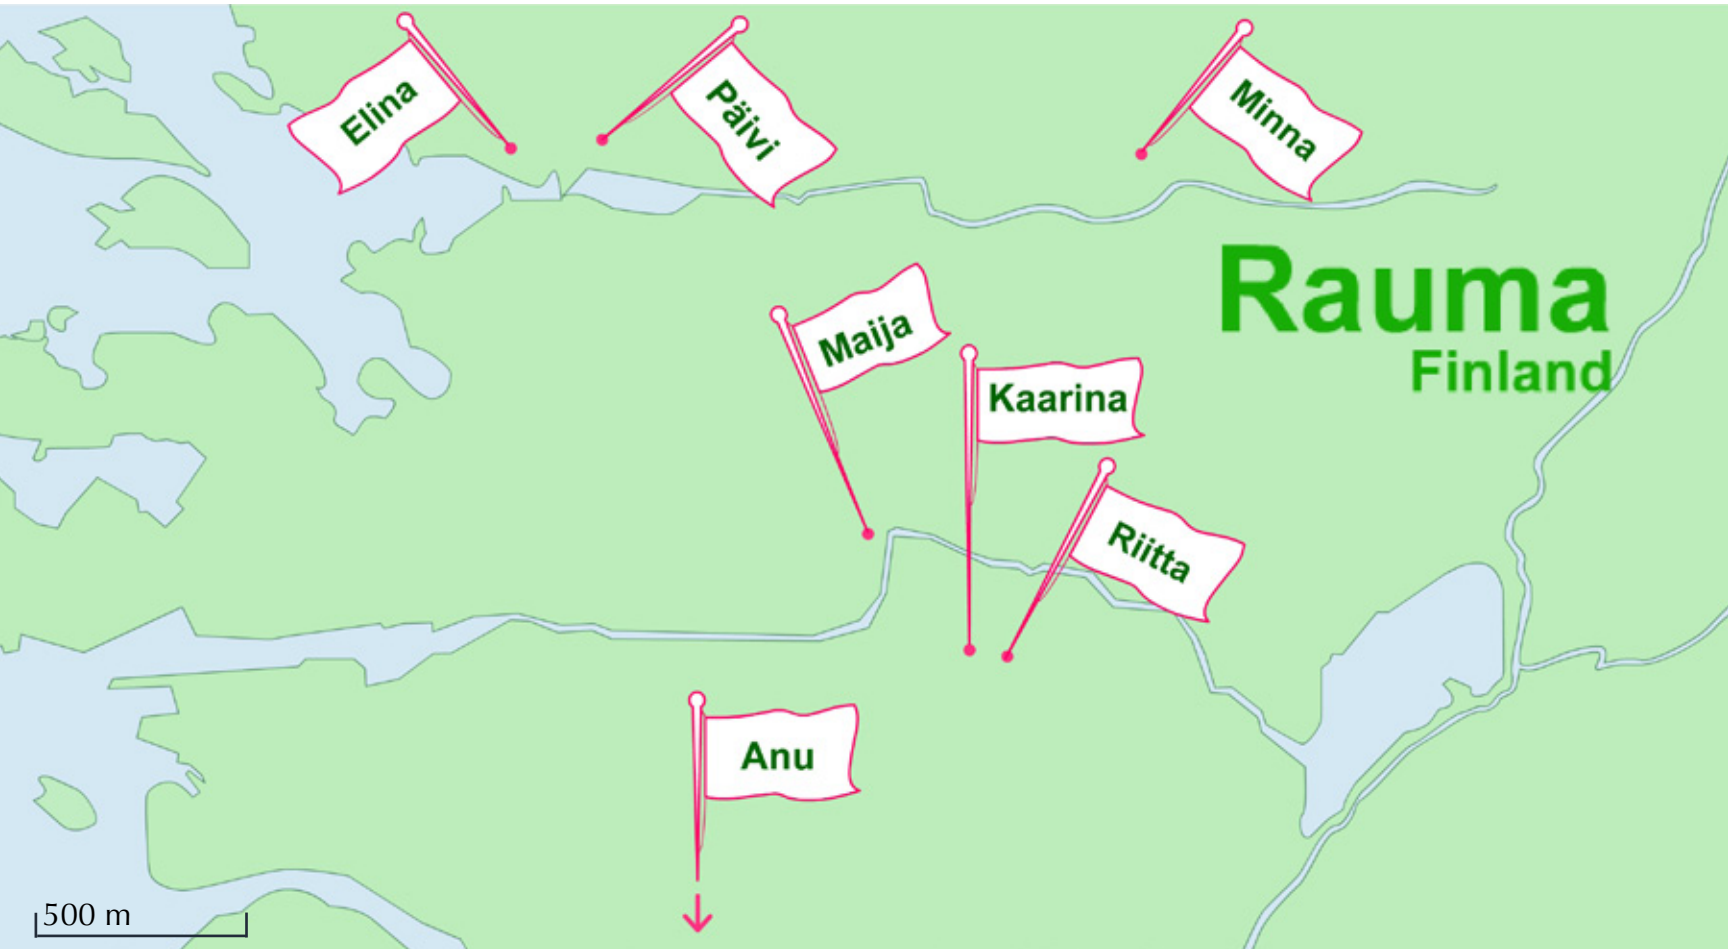 Elina
Päivi
Minna
Rauma
Finland
Maija
Kaarina
Riitta
Anu
500 m